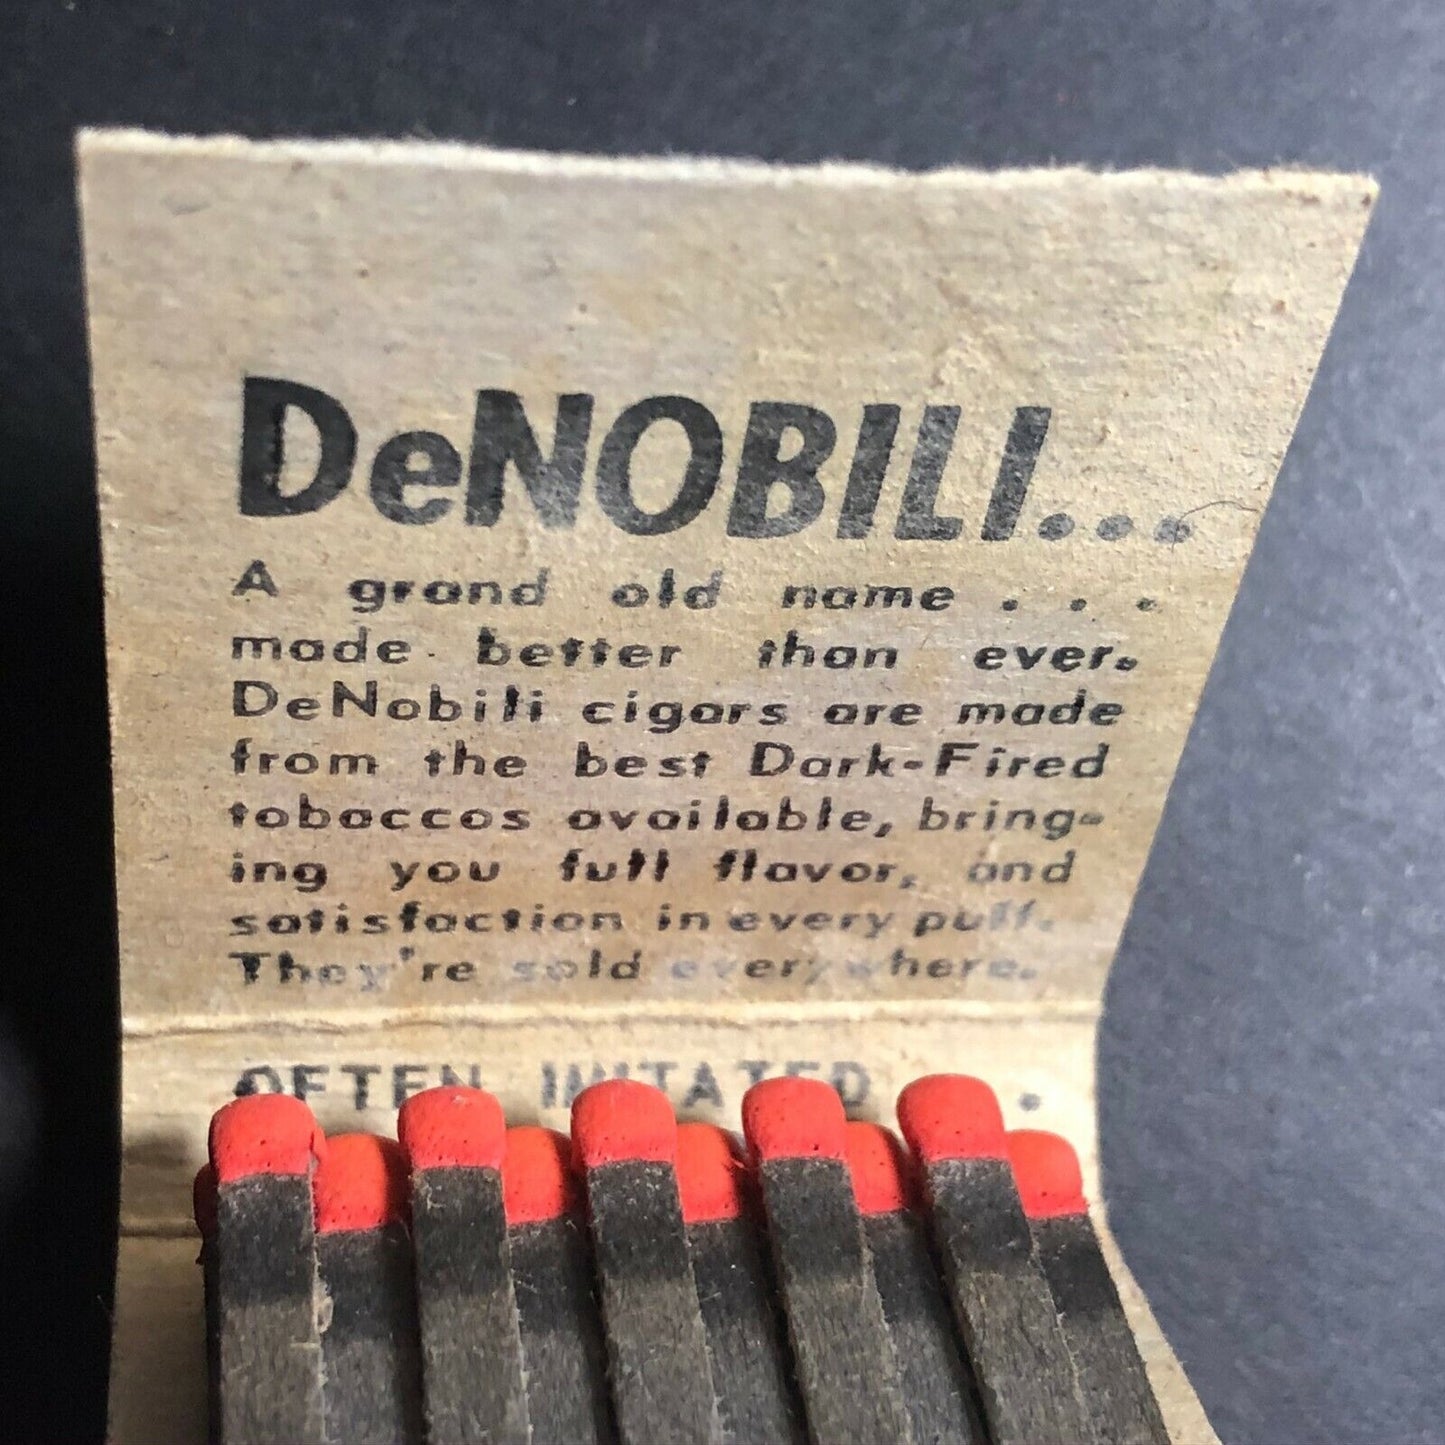 DeNOBILI...
A grand old name . . .
made better than ever.
DeNobili cigars are made
from the best Dark-Fired
tobaccos available, bring-
ing you full flavor, and
satisfaction in every puff.
They're sold everywhere.
OFTEN IMITATED . .